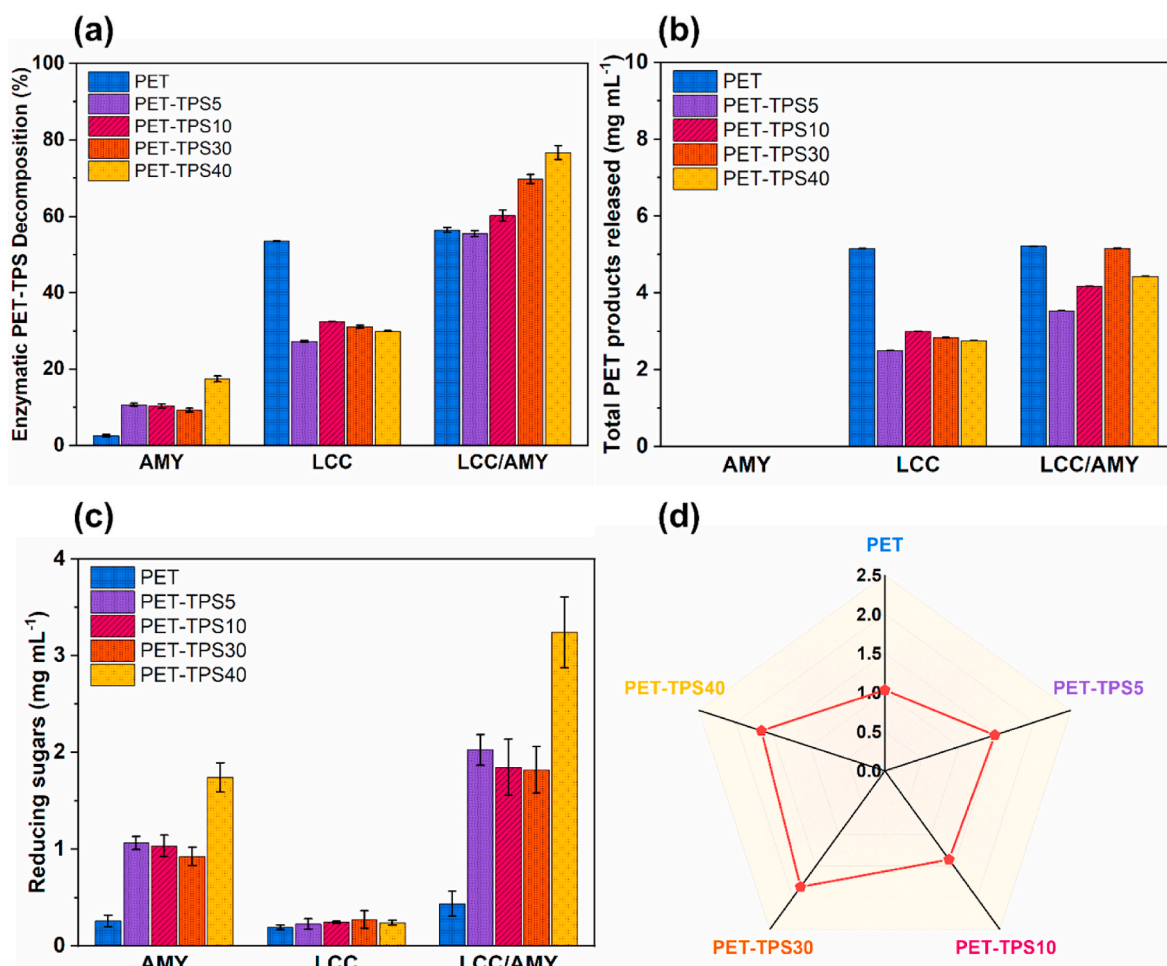 (a)
Enzymatic PET-TPS Decomposition (%)
100
80
60
40
20
0
PET
PET-TPS5
PET-TPS10
PET-TPS30
PET-TPS40
AMY LCC LCC/AMY
(b)
Total PET products released (mg mL⁻¹)
10
8
6
4
2
0
PET
PET-TPS5
PET-TPS10
PET-TPS30
PET-TPS40
AMY LCC LCC/AMY
(c)
Reducing sugars (mg mL⁻¹)
4
3
2
1
0
PET
PET-TPS5
PET-TPS10
PET-TPS30
PET-TPS40
AMY LCC LCC/AMY
(d)
PET
2.5
2.0
1.5
1.0
0.5
0.0
PET-TPS40
PET-TPS5
PET-TPS30
PET-TPS10